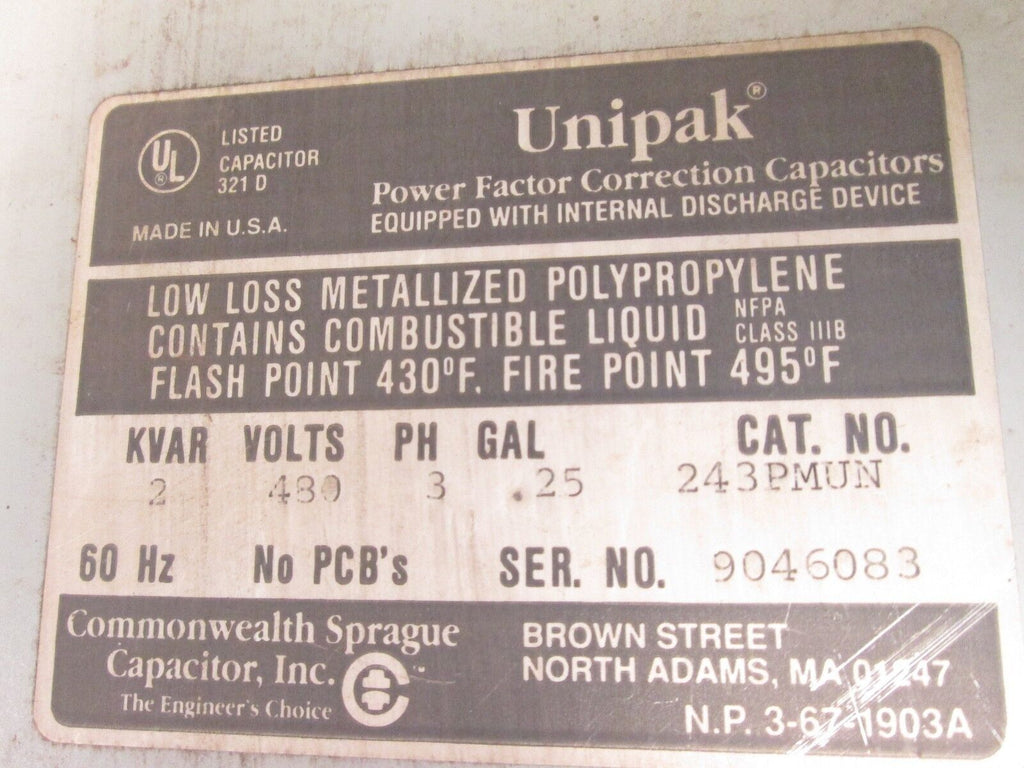 UL ®
LISTED
CAPACITOR
321 D
MADE IN U.S.A.
Unipak®
Power Factor Correction Capacitors
EQUIPPED WITH INTERNAL DISCHARGE DEVICE
LOW LOSS METALLIZED POLYPROPYLENE
CONTAINS COMBUSTIBLE LIQUID NFPA CLASS IIIB
FLASH POINT 430°F. FIRE POINT 495°F
KVAR VOLTS PH GAL CAT. NO.
2 480 3 .25 243PMUN
60 Hz No PCB's SER. NO. 9046083
Commonwealth Sprague
Capacitor, Inc.
The Engineer's Choice
BROWN STREET
NORTH ADAMS, MA 01247
N.P. 3-67-1903A